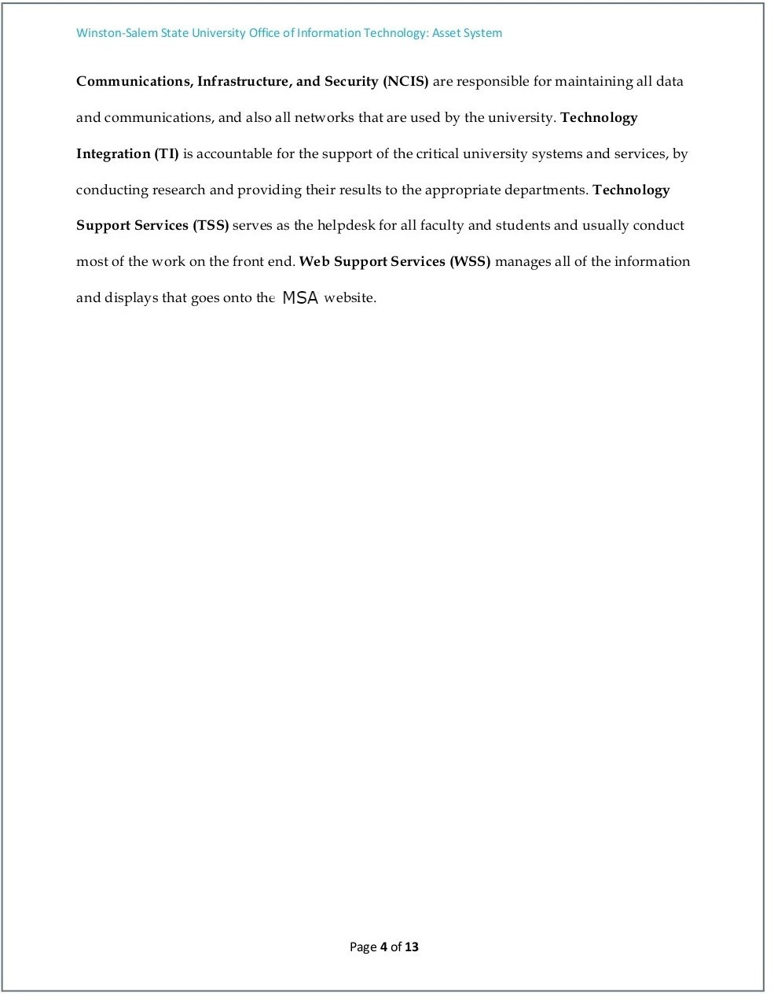 Winston-Salem State University Office of Information Technology: Asset System
Communications, Infrastructure, and Security (NCIS) are responsible for maintaining all data
and communications, and also all networks that are used by the university. Technology
Integration (TI) is accountable for the support of the critical university systems and services, by
conducting research and providing their results to the appropriate departments. Technology
Support Services (TSS) serves as the helpdesk for all faculty and students and usually conduct
most of the work on the front end. Web Support Services (WSS) manages all of the information
and displays that goes onto the MSA website.
Page 4 of 13